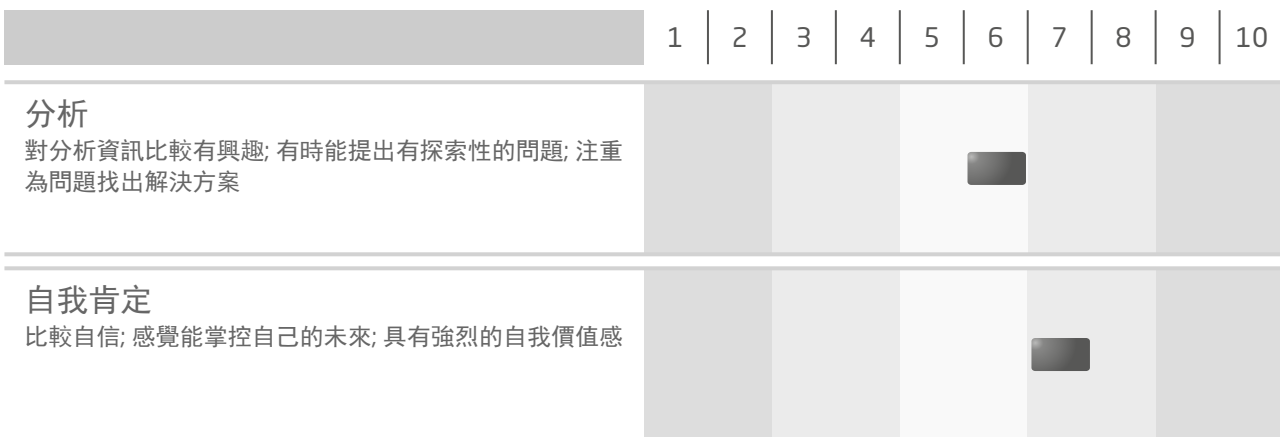 1 2 3 4 5 6 7 8 9 10
分析
對分析資訊比較有興趣; 有時能提出有探索性的問題; 注重
為問題找出解決方案
自我肯定
比較自信; 感覺能掌控自己的未來; 具有強烈的自我價值感